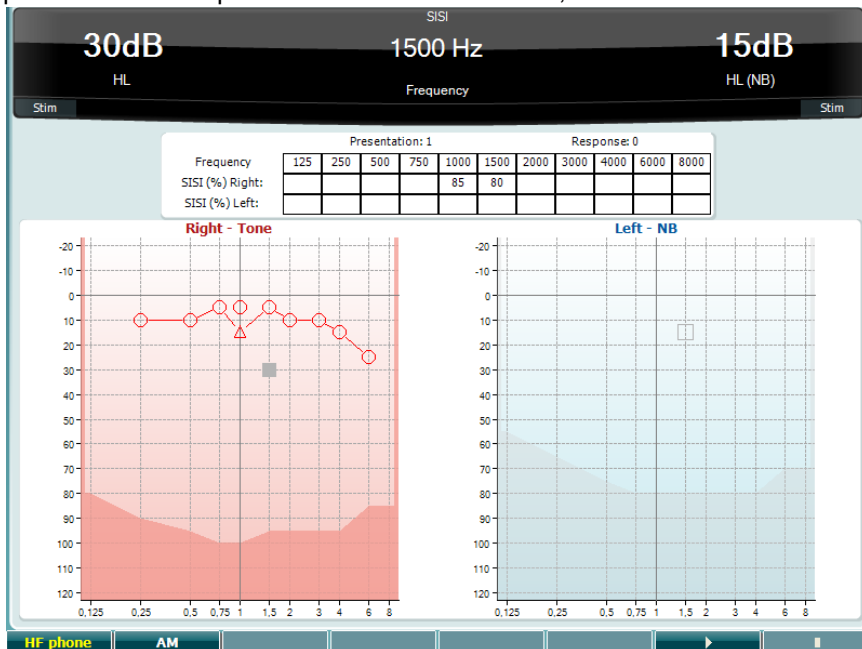 SISI
30dB 1500 Hz 15dB
HL Frequency HL (NB)
Stim Stim
Presentation: 1 Response: 0
Frequency 125 250 500 750 1000 1500 2000 3000 4000 6000 8000
SISI (%) Right: 85 80
SISI (%) Left:
Right - Tone
-20
-10
0
10
20
30
40
50
60
70
80
90
100
110
120
0,125 0,25 0,5 0,75 1 1,5 2 3 4 6 8
Left - NB
-20
-10
0
10
20
30
40
50
60
70
80
90
100
110
120
0,125 0,25 0,5 0,75 1 1,5 2 3 4 6 8
HF phone AM